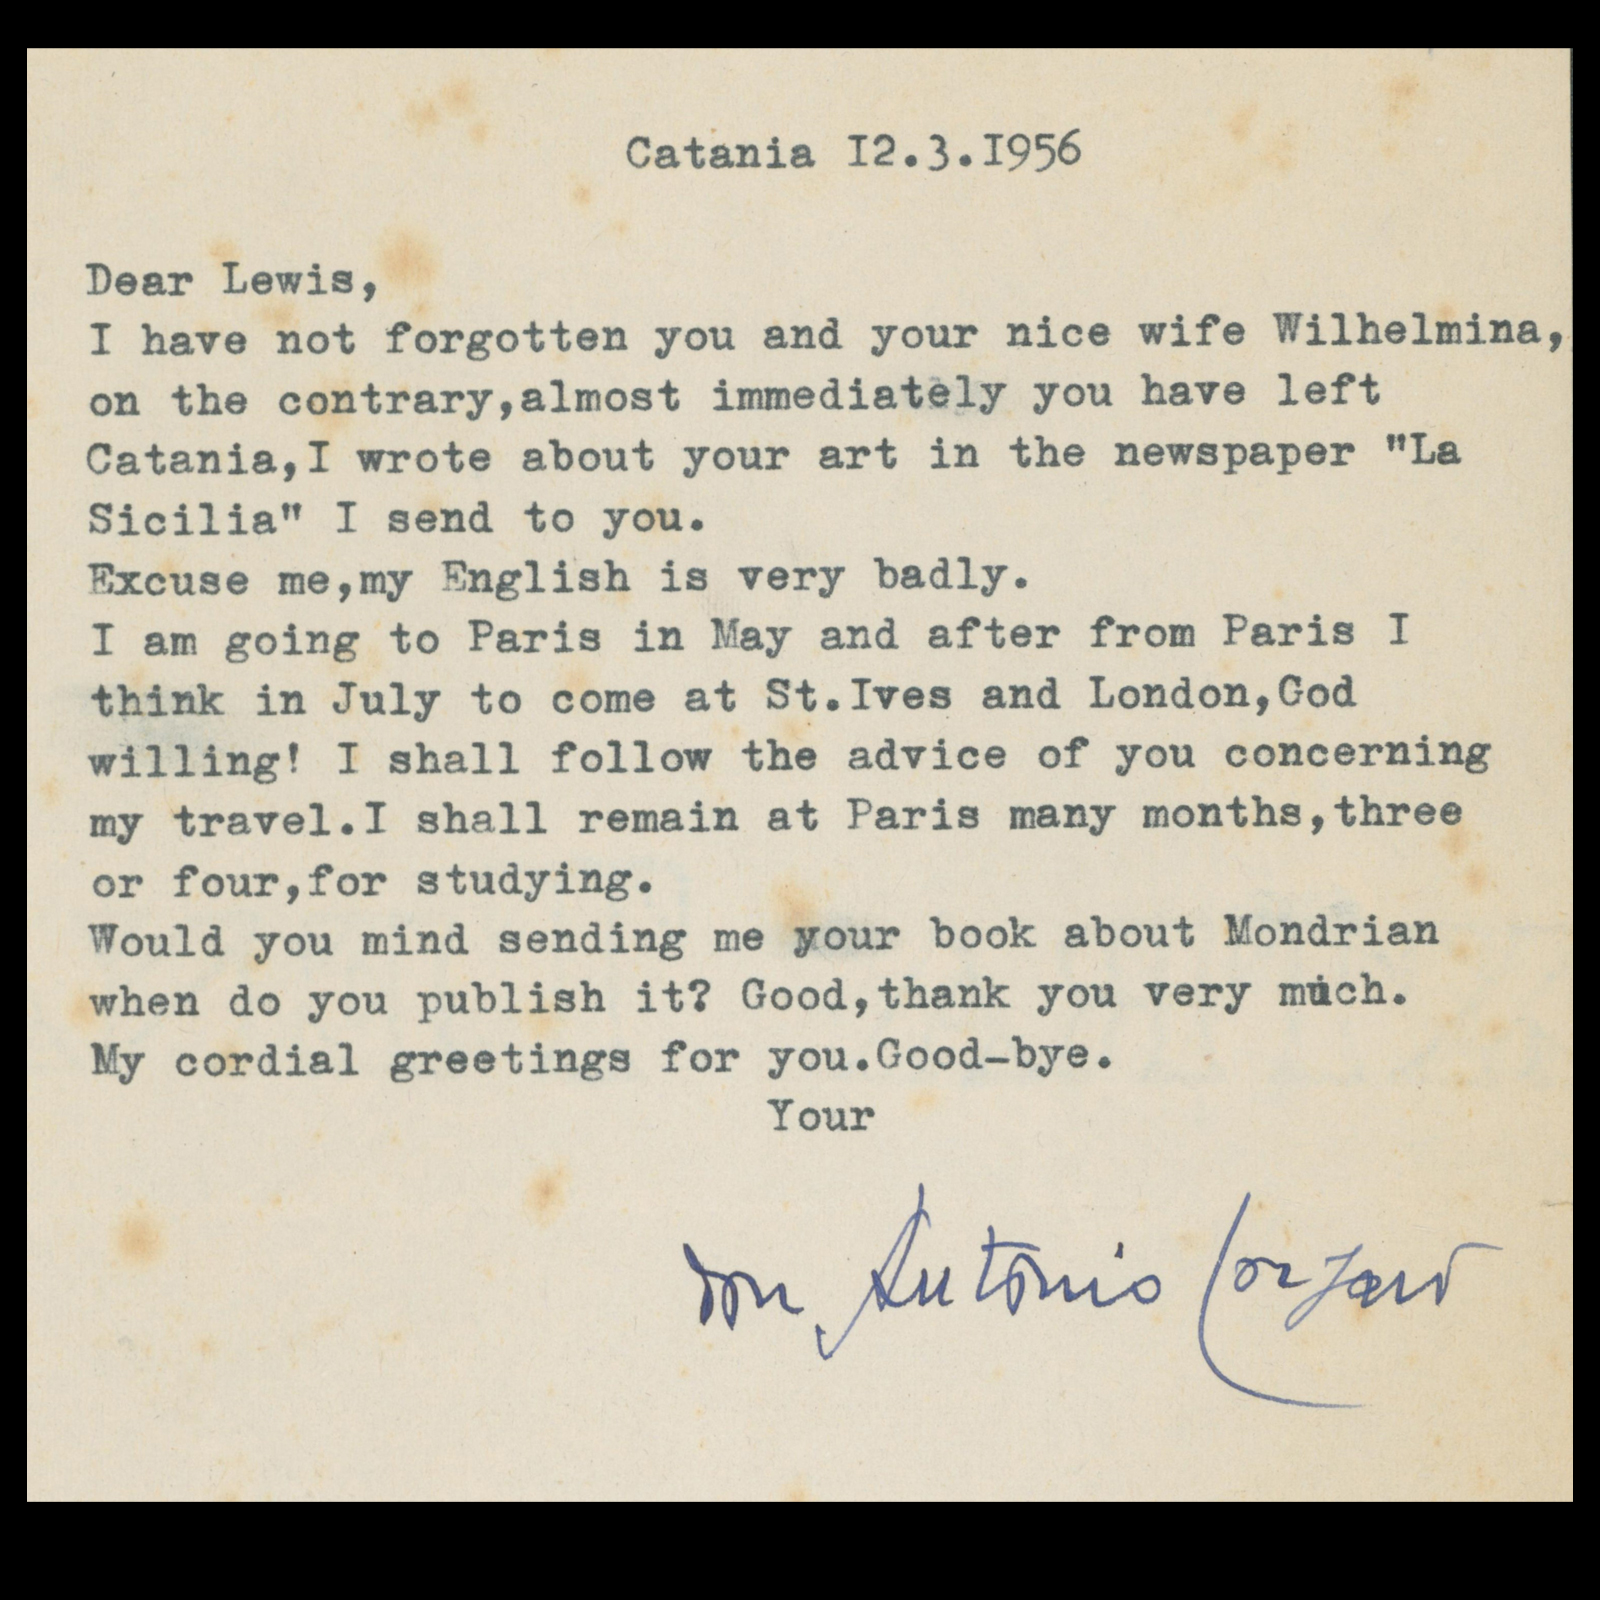 Catania I2.3.I956
Dear Lewis,
I have not forgotten you and your nice wife Wilhelmina,
on the contrary,almost immediately you have left
Catania,I wrote about your art in the newspaper "La
Sicilia" I send to you.
Excuse me,my English is very badly.
I am going to Paris in May and after from Paris I
think in July to come at St.Ives and London,God
willing! I shall follow the advice of you concerning
my travel.I shall remain at Paris many months,three
or four,for studying.
Would you mind sending me your book about Mondrian
when do you publish it? Good,thank you very much.
My cordial greetings for you.Good-bye.
Your
don Antonio Corsaro